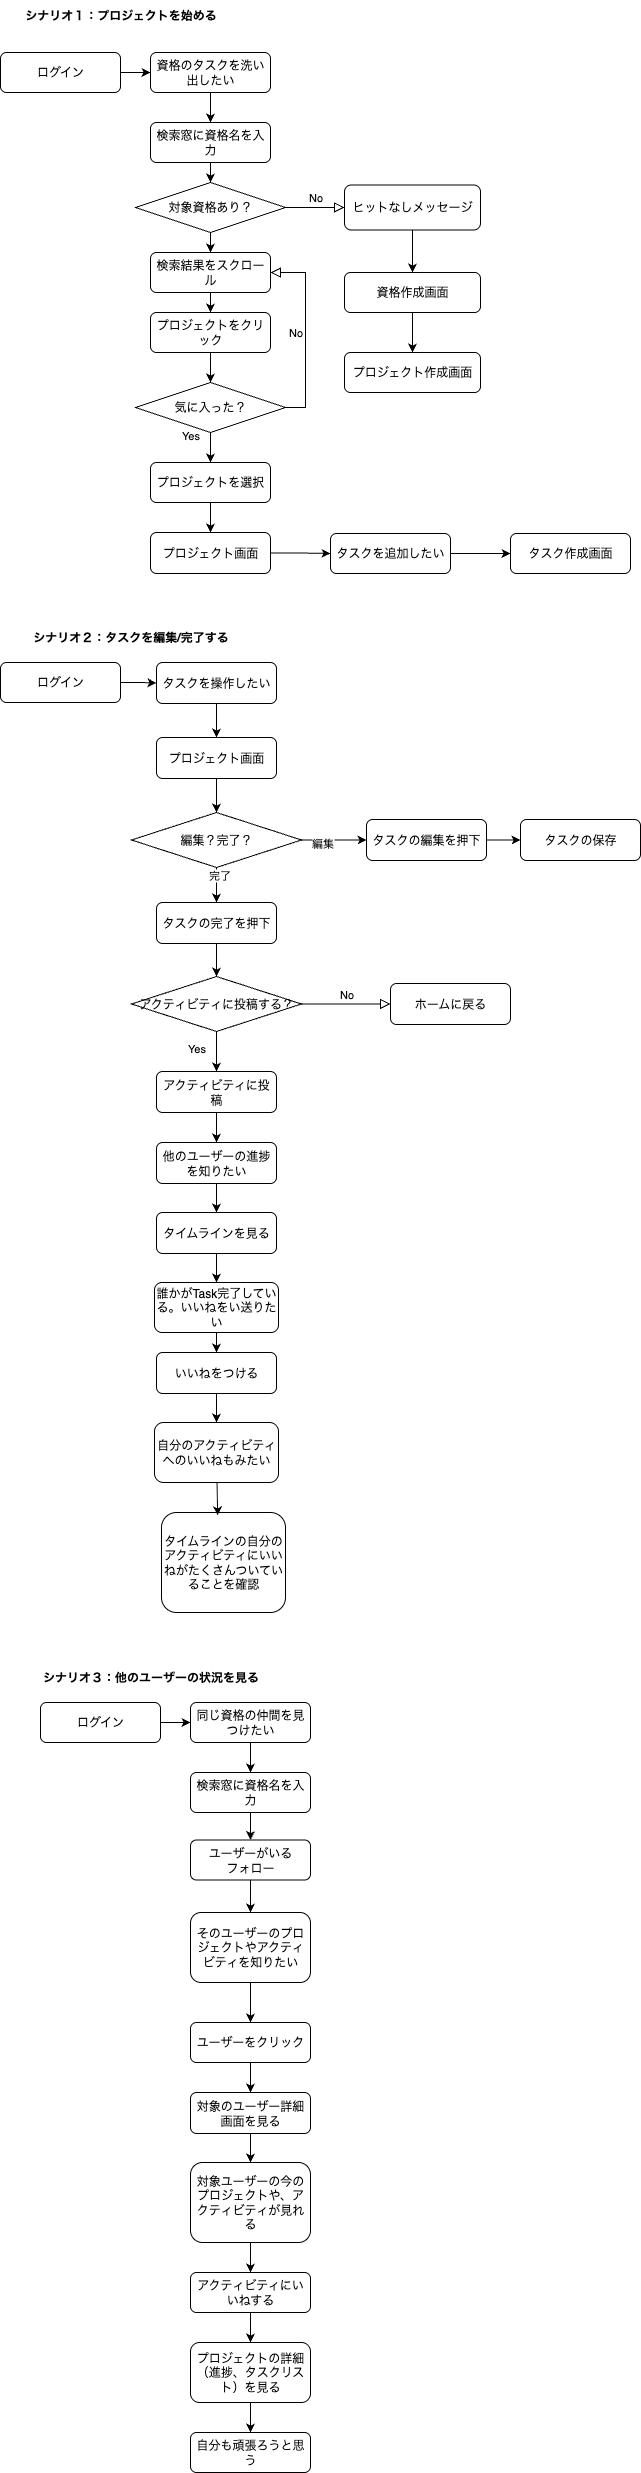 シナリオ１：プロジェクトを始める
ログイン
資格のタスクを洗い
出したい
検索窓に資格名を入
力
対象資格あり？
No
ヒットなしメッセージ
検索結果をスクロー
ル
資格作成画面
プロジェクトをクリ
ック
No
プロジェクト作成画面
気に入った？
Yes
プロジェクトを選択
プロジェクト画面
タスクを追加したい
タスク作成画面
シナリオ２：タスクを編集/完了する
ログイン
タスクを操作したい
プロジェクト画面
編集？完了？
編集
タスクの編集を押下
タスクの保存
完了
タスクの完了を押下
アクティビティに投稿する？
No
ホームに戻る
Yes
アクティビティに投
稿
他のユーザーの進捗
を知りたい
タイムラインを見る
誰かがTask完了してい
る。いいねをい送りた
い
いいねをつける
自分のアクティビティ
へのいいねもみたい
タイムラインの自分の
アクティビティにいい
ねがたくさんついてい
ることを確認
シナリオ３：他のユーザーの状況を見る
ログイン
同じ資格の仲間を見
つけたい
検索窓に資格名を入
力
ユーザーがいる
フォロー
そのユーザーのプロ
ジェクトやアクティ
ビティを知りたい
ユーザーをクリック
対象のユーザー詳細
画面を見る
対象ユーザーの今の
プロジェクトや、ア
クティビティが見れ
る
アクティビティにい
いねする
プロジェクトの詳細
（進捗、タスクリス
ト）を見る
自分も頑張ろうと思
う